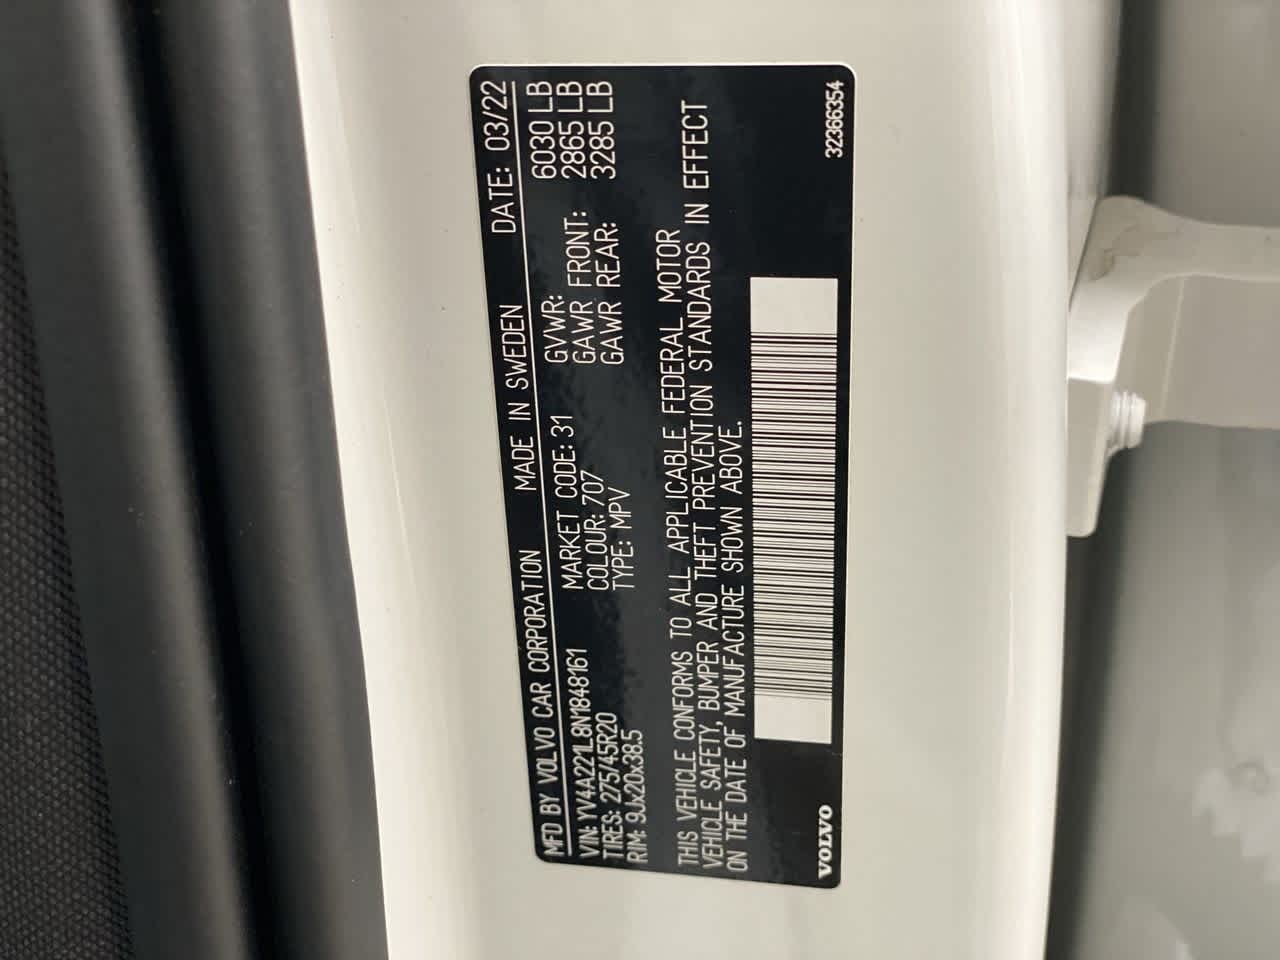 MFD BY VOLVO CAR CORPORATION MADE IN SWEDEN DATE: 03/22
VIN: YV4A221L8N1848161 MARKET CODE: 31 GVWR: 6030 LB
TIRES: 275/45R20 COLOUR: 707 GAWR FRONT: 2865 LB
RIM: 9Jx20x38.5 TYPE: MPV GAWR REAR: 3285 LB
THIS VEHICLE CONFORMS TO ALL APPLICABLE FEDERAL MOTOR
VEHICLE SAFETY, BUMPER AND THEFT PREVENTION STANDARDS IN EFFECT
ON THE DATE OF MANUFACTURE SHOWN ABOVE.
VOLVO 32366354